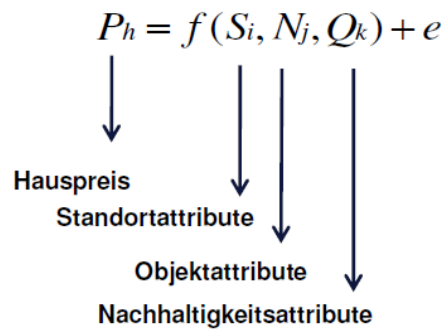 Ph = f(Si, Nj, Qk) + e
Hauspreis
Standortattribute
Objektattribute
Nachhaltigkeitsattribute